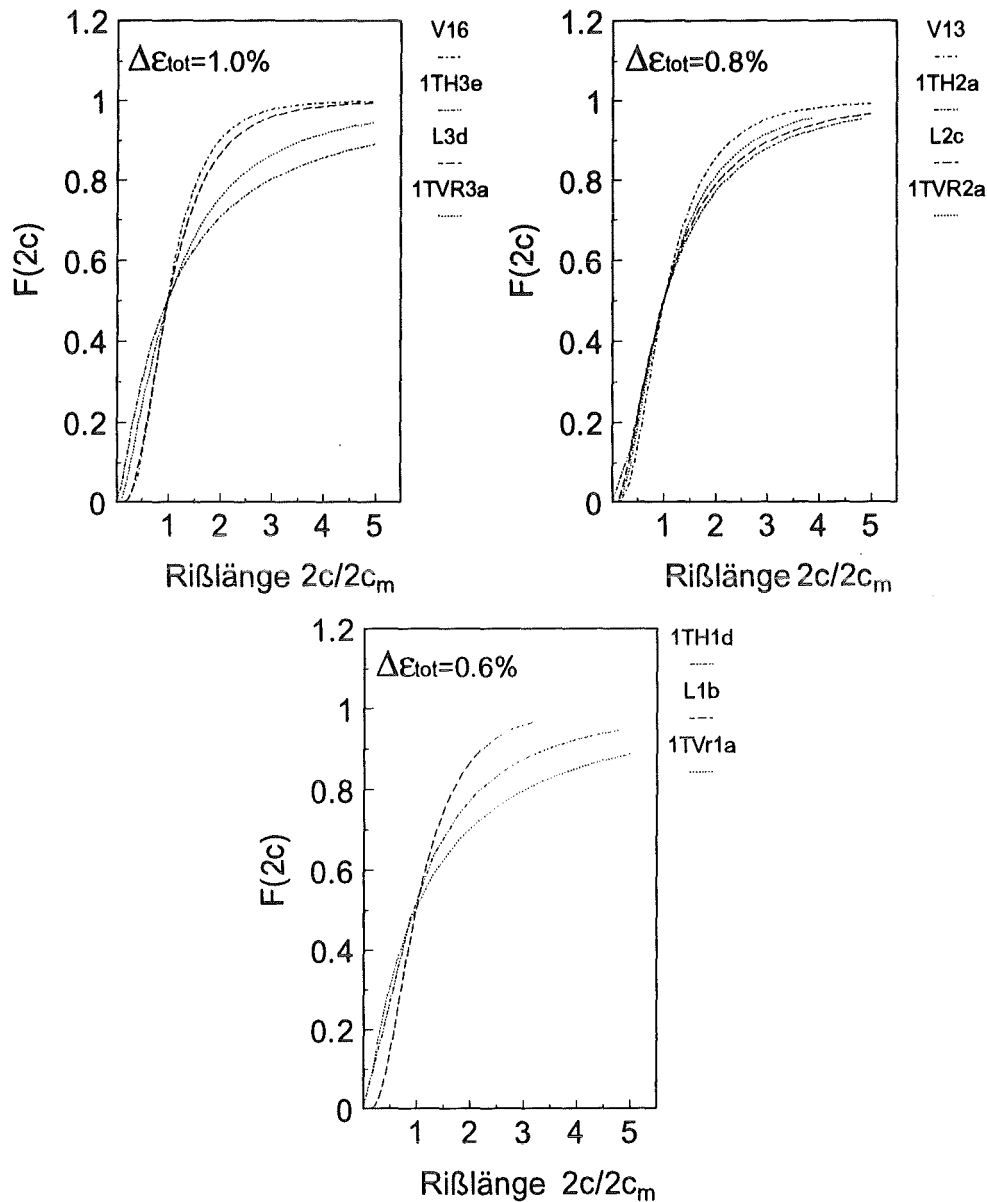 1.2
1
0.8
0.6
0.4
0.2
0
F(2c)
Δεtot=1.0%
1 2 3 4 5
Rißlänge 2c/2cm
V16
1TH3e
L3d
1TVR3a
1.2
1
0.8
0.6
0.4
0.2
0
F(2c)
Δεtot=0.8%
1 2 3 4 5
Rißlänge 2c/2cm
V13
1TH2a
L2c
1TVR2a
1.2
1
0.8
0.6
0.4
0.2
0
F(2c)
Δεtot=0.6%
1 2 3 4 5
Rißlänge 2c/2cm
1TH1d
L1b
1TVr1a